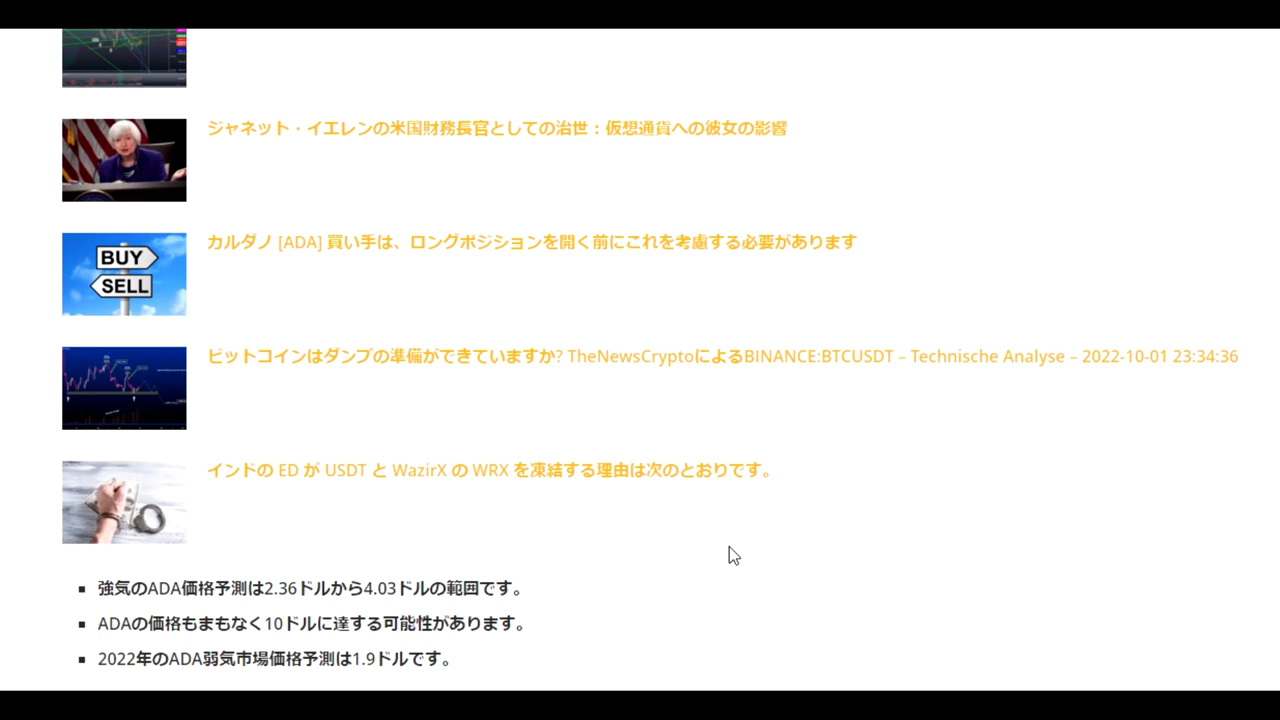 ジャネット・イエレンの米国財務長官としての治世：仮想通貨への彼女の影響
BUY
SELL
カルダノ [ADA] 買い手は、ロングポジションを開く前にこれを考慮する必要があります
ビットコインはダンプの準備ができていますか? TheNewsCryptoによるBINANCE:BTCUSDT – Technische Analyse – 2022-10-01 23:34:36
インドの ED が USDT と WazirX の WRX を凍結する理由は次のとおりです。
強気のADA価格予測は2.36ドルから4.03ドルの範囲です。
ADAの価格もまもなく10ドルに達する可能性があります。
2022年のADA弱気市場価格予測は1.9ドルです。